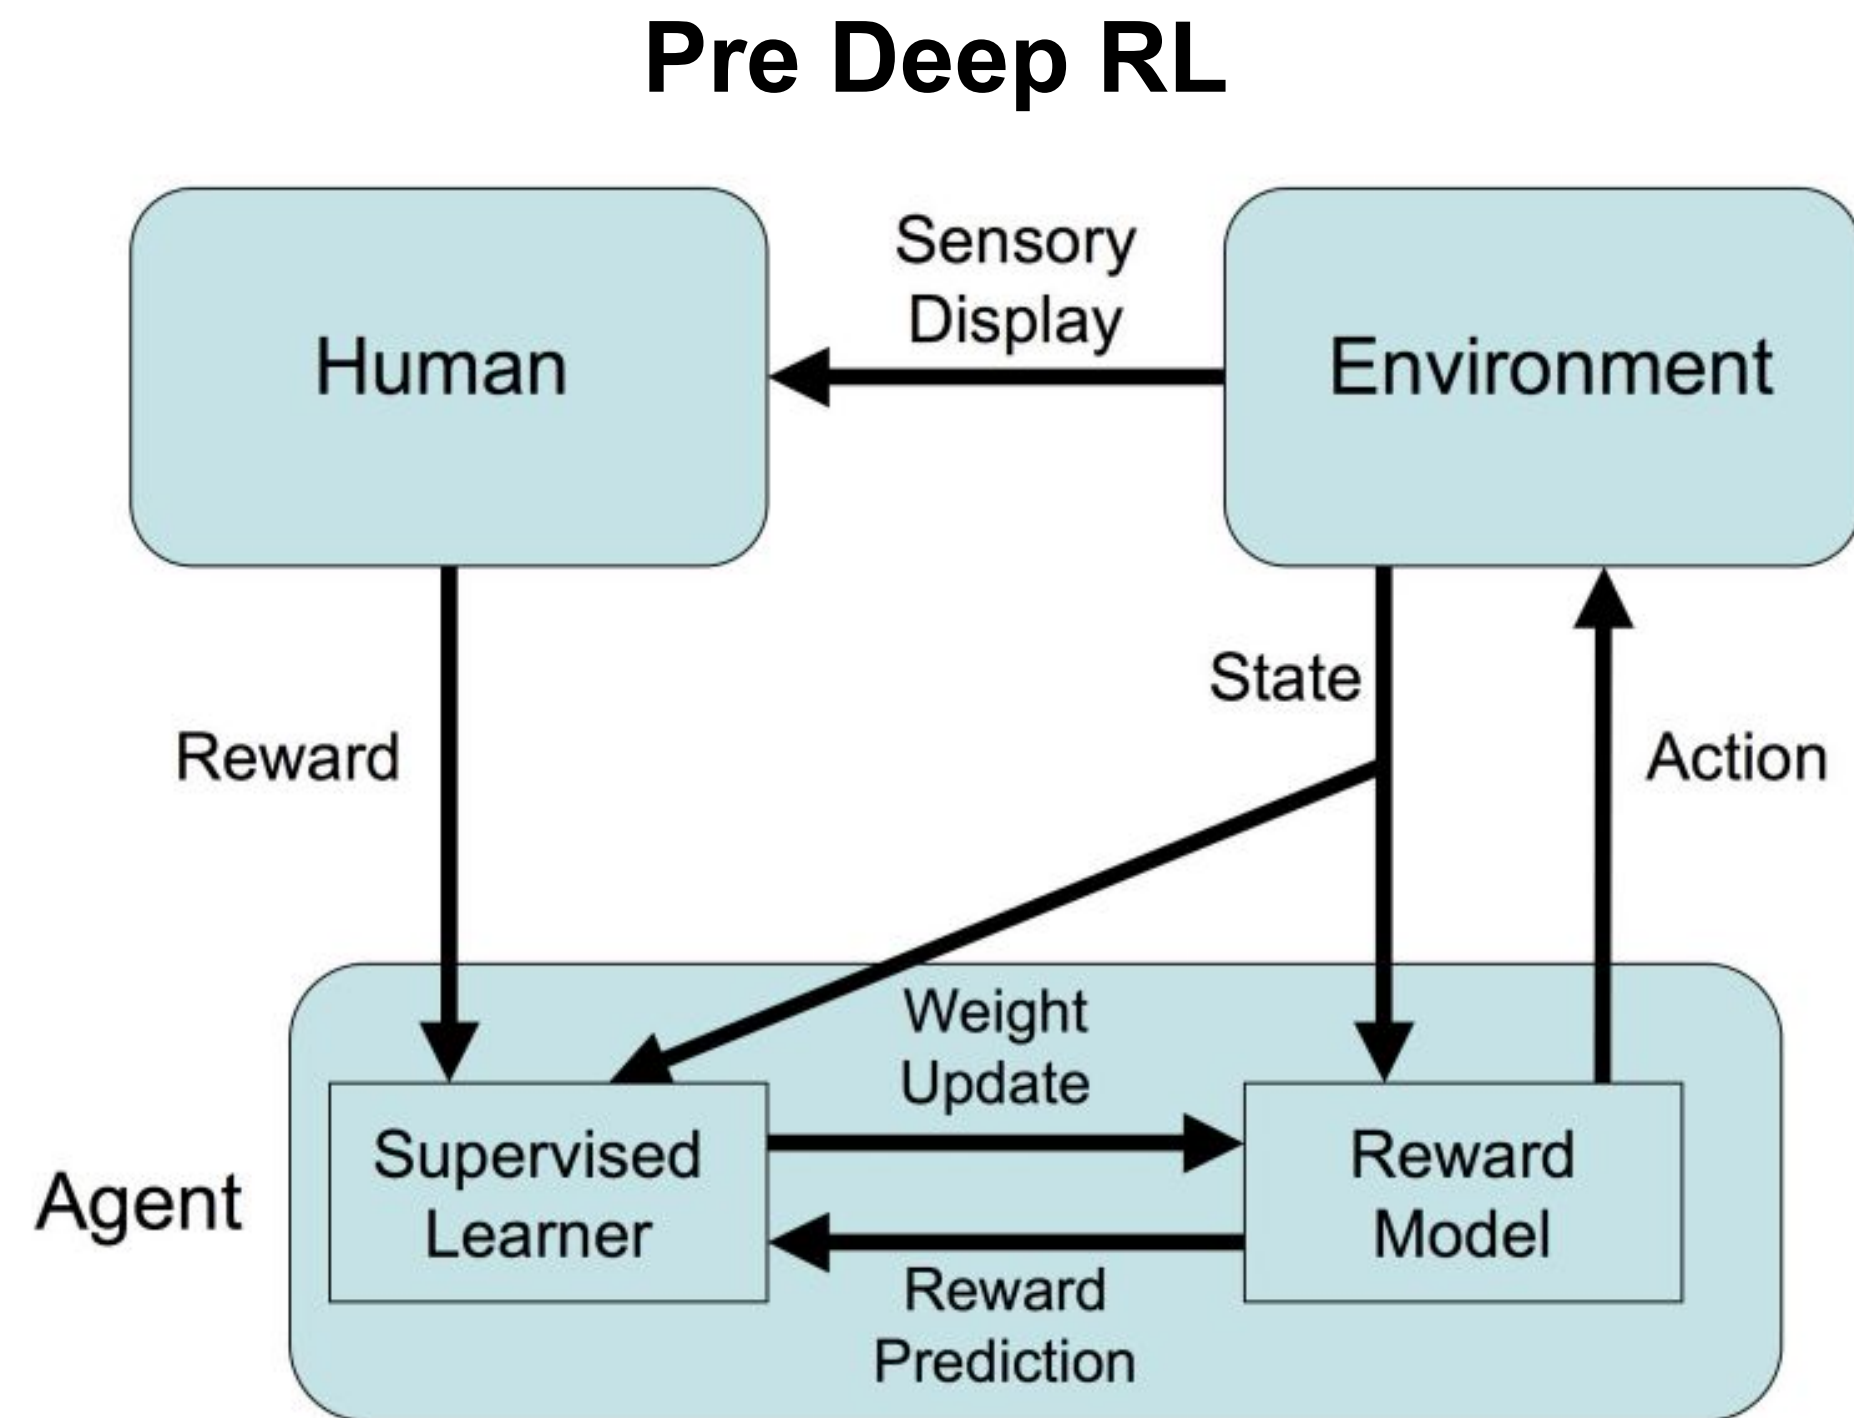 Pre Deep RL
Sensory
Display
Human
Environment
State
Reward
Action
Weight
Update
Supervised
Learner
Reward
Model
Agent
Reward
Prediction